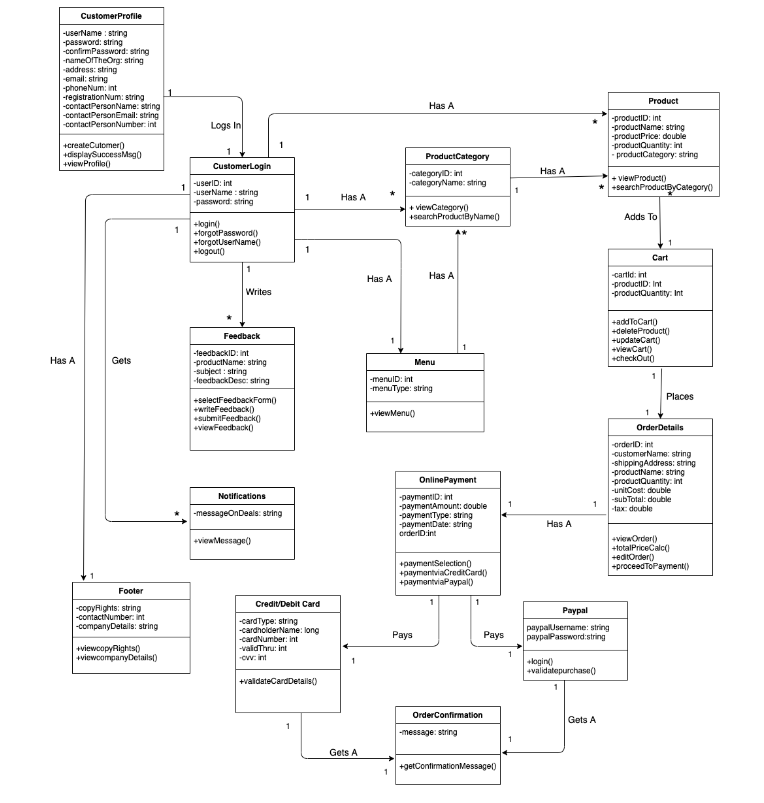 CustomerProfile
-userName : string
-password: string
-confirmPassword: string
-nameOfTheOrg: string
-address: string
-email: string
-phoneNum: int
-registrationNum: string
-contactPersonName: string
-contactPersonEmail: string
-contactPersonNumber: int
+createCutomer()
+displaySuccessMsg()
+viewProfile()
1
Logs In
1
CustomerLogin
-userID: int
-userName : string
-password: string
+login()
+forgotPassword()
+forgotUserName()
+logout()
1
Has A
*
Product
-productID: int
-productName: string
-productPrice: double
-productQuantity: int
- productCategory: string
+ viewProduct()
+searchProductByCategory()
ProductCategory
-categoryID: int
-categoryName: string
+ viewCategory()
+searchProductByName()
1
Has A
*
1
Has A
*
*
Adds To
1
Cart
-cartId: int
-productID: Int
-productQuantity: Int
+addToCart()
+deleteProduct()
+updateCart()
+viewCart()
+checkOut()
1
Has A
1
1
Has A
*
1
Menu
-menuID: int
-menuType: string
+viewMenu()
1
Writes
*
Feedback
-feedbackID: int
-productName: string
-subject : string
-feedbackDesc: string
+selectFeedbackForm()
+writeFeedback()
+submitFeedback()
+viewFeedback()
1
Gets
*
Notifications
-messageOnDeals: string
+viewMessage()
Has A
1
Footer
-copyRights: string
-contactNumber: int
-companyDetails: string
+viewcopyRights()
+viewcompanyDetails()
1
Places
1
OrderDetails
-orderID: int
-customerName: string
-shippingAddress: string
-productName: string
-productQuantity: int
-unitCost: double
-subTotal: double
-tax: double
+viewOrder()
+totalPriceCalc()
+editOrder()
+proceedToPayment()
1
Has A
1
OnlinePayment
-paymentID: int
-paymentAmount: double
-paymentType: string
-paymentDate: string
orderID:int
+paymentSelection()
+paymentviaCreditCard()
+paymentviaPaypal()
1
Pays
1
1
Pays
1
Credit/Debit Card
-cardType: string
-cardholderName: long
-cardNumber: int
-validThru: int
-cvv: int
+validateCardDetails()
Paypal
paypalUsername: string
paypalPassword:string
+login()
+validatepurchase()
1
Gets A
1
1
Gets A
1
OrderConfirmation
-message: string
+getConfirmationMessage()